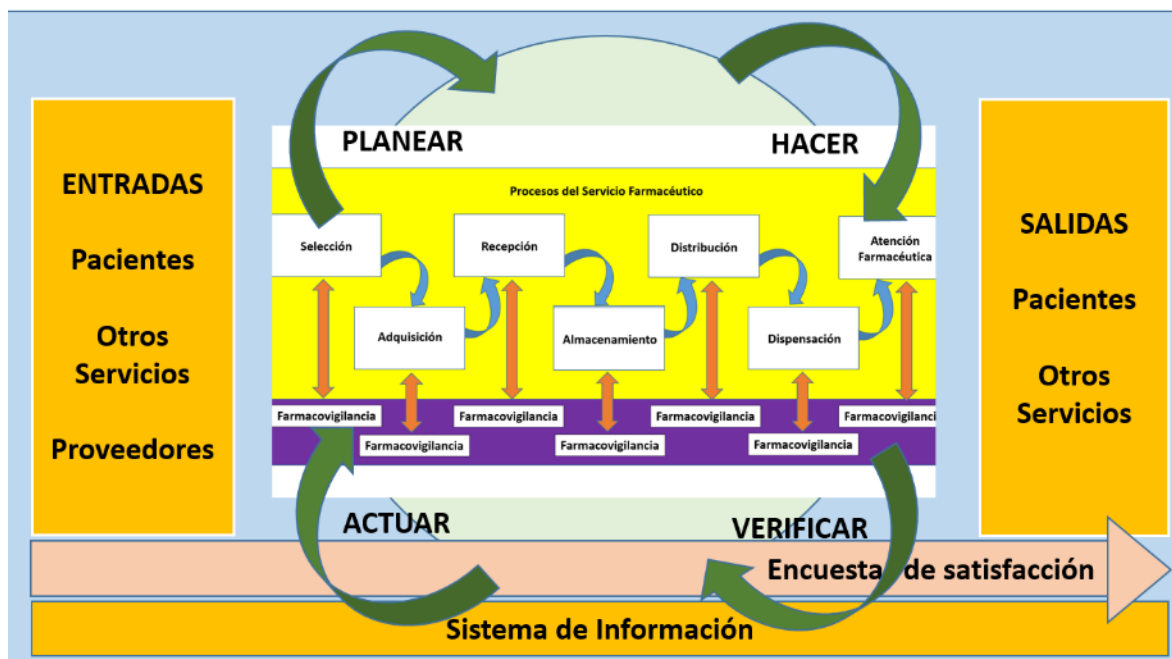 PLANEAR
HACER
ENTRADAS
Pacientes
Otros
Servicios
Proveedores
Procesos del Servicio Farmacéutico
Selección
Recepción
Distribución
Atención
Farmacéutica
Adquisición
Almacenamiento
Dispensación
Farmacovigilancia
Farmacovigilancia
Farmacovigilancia
Farmacovigilanci
Farmacovigilancia
Farmacovigilancia
Farmacovigilancia
SALIDAS
Pacientes
Otros
Servicios
ACTUAR
VERIFICAR
Encuesta de satisfacción
Sistema de Información